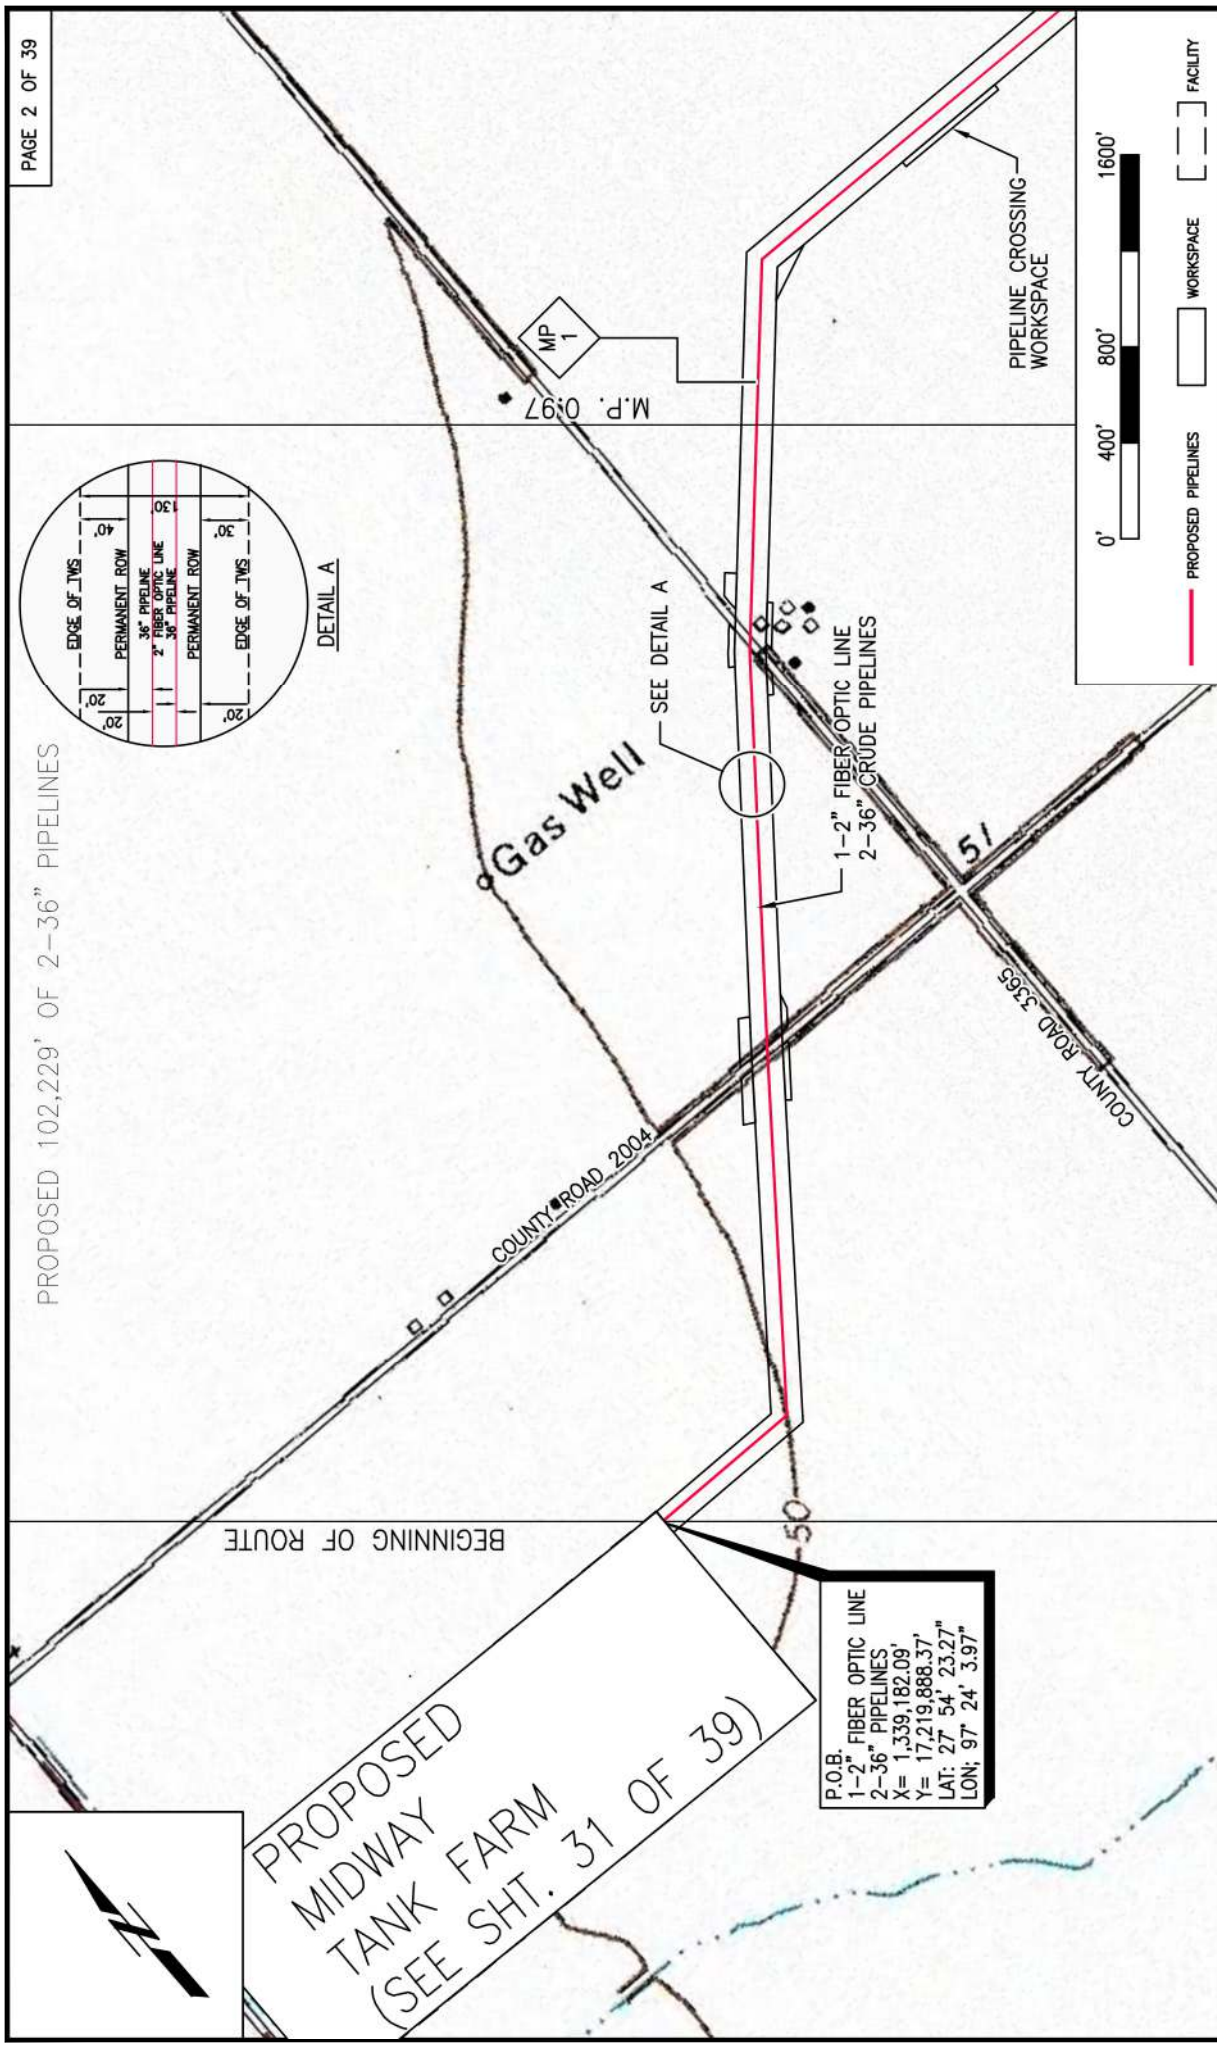 PAGE 2 OF 39
PROPOSED 102,229' OF 2-36" PIPELINES
EDGE OF TWS
PERMANENT ROW
36" PIPELINE
2" FIBER OPTIC LINE
36" PIPELINE
PERMANENT ROW
EDGE OF TWS
20'
20'
20'
40'
130'
30'
DETAIL A
MP
1
M.P. 0.97
BEGINNING OF ROUTE
COUNTY ROAD 2004
Gas Well
SEE DETAIL A
1-2" FIBER OPTIC LINE
2-36" CRUDE PIPELINES
51
COUNTY ROAD 3365
50
PIPELINE CROSSING
WORKSPACE
PROPOSED
MIDWAY
TANK FARM
(SEE SHT. 31 OF 39)
P.O.B.
1-2" FIBER OPTIC LINE
2-36" PIPELINES
X= 1,339,182.09'
Y= 17,219,888.37'
LAT: 27° 54' 23.27"
LON: 97° 24' 3.97"
0'
400'
800'
1600'
PROPOSED PIPELINES
WORKSPACE
FACILITY